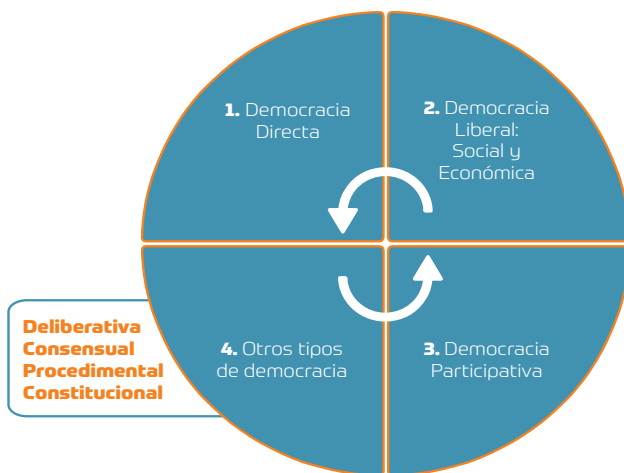 1. Democracia
Directa
2. Democracia
Liberal:
Social y
Económica
Deliberativa
Consensual
Procedimental
Constitucional
4. Otros tipos
de democracia
3. Democracia
Participativa